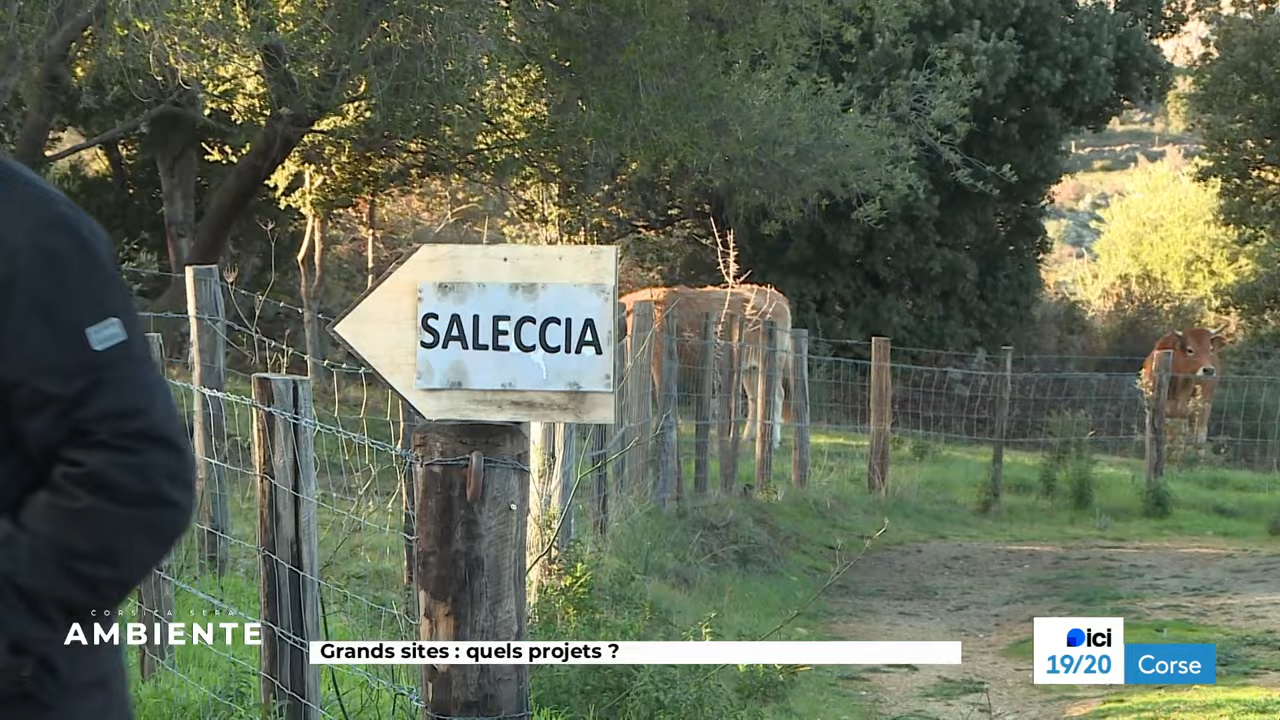 SALECCIA
CORSICA SERA
AMBIENTE
Grands sites : quels projets ?
ici
19/20 Corse